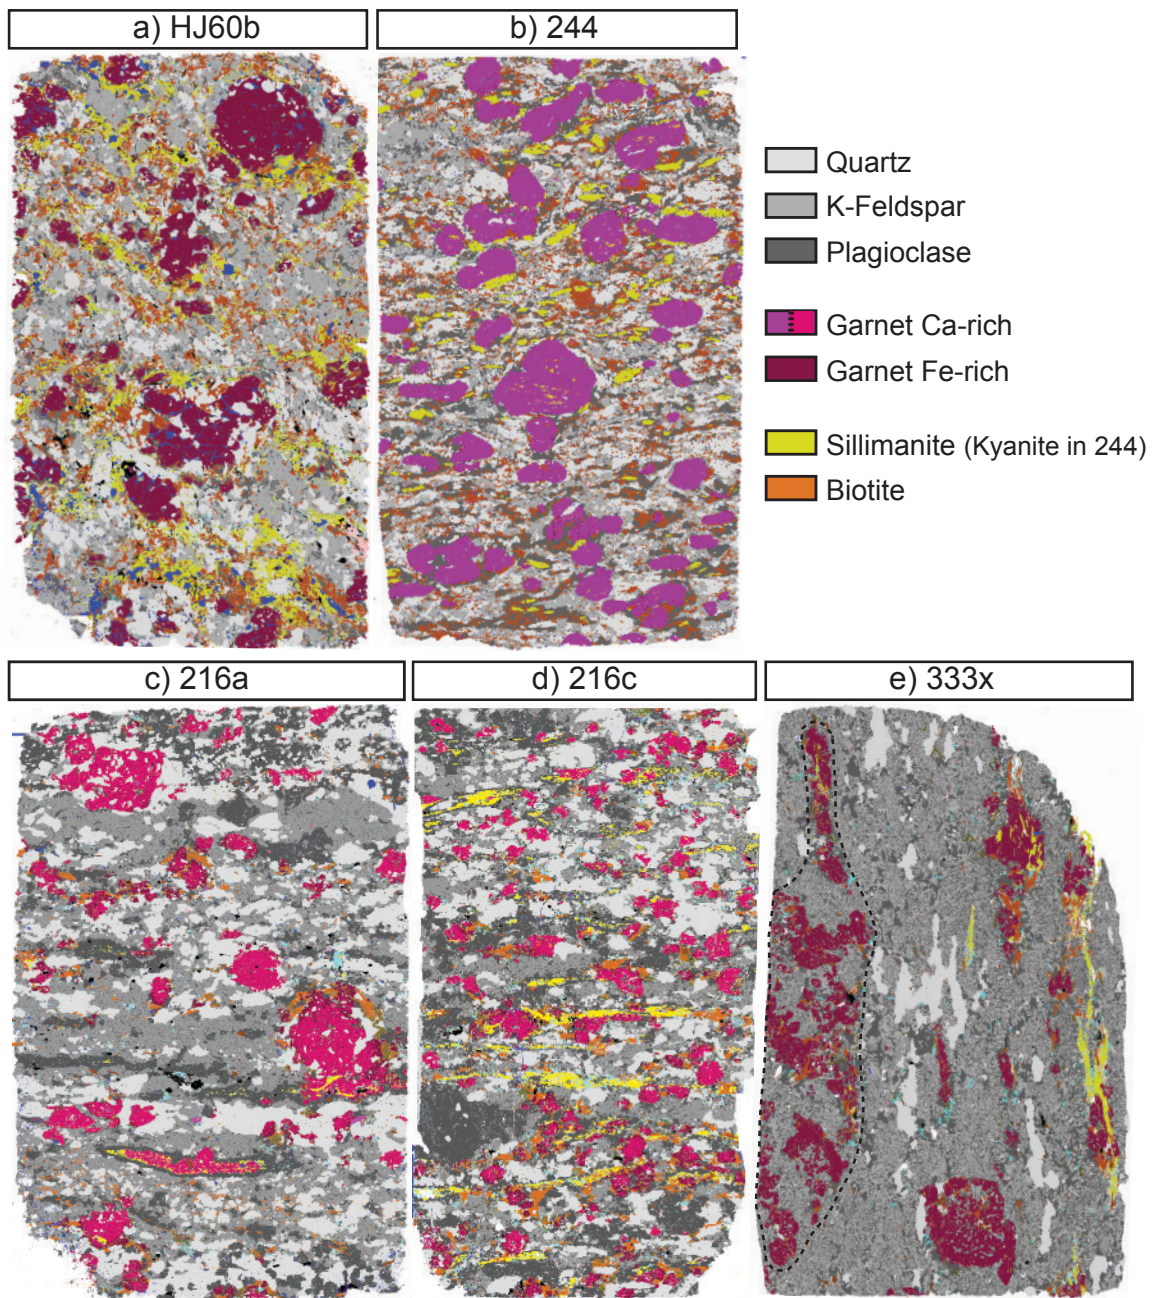 a) HJ60b
b) 244
Quartz
K-Feldspar
Plagioclase
Garnet Ca-rich
Garnet Fe-rich
Sillimanite (Kyanite in 244)
Biotite
c) 216a
d) 216c
e) 333x